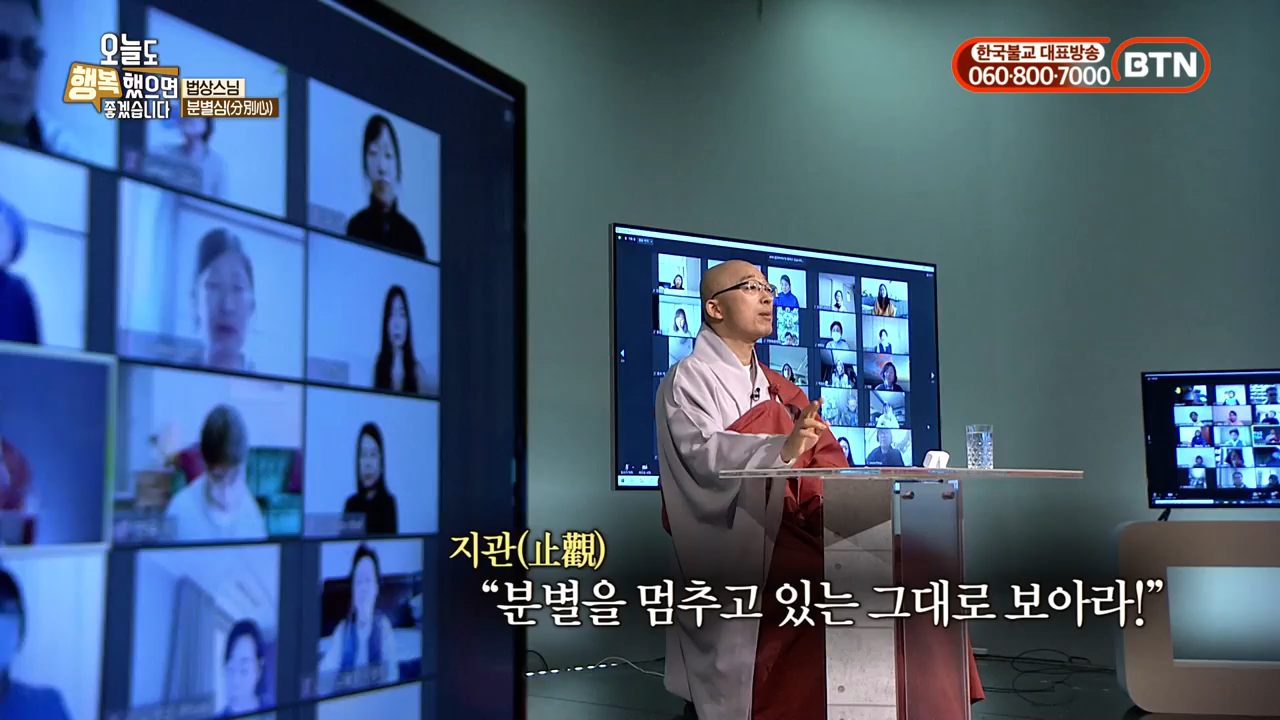 오늘도
행복했으면
좋겠습니다
법상스님
분별심(分別心)
한국불교 대표방송
060·800·7000
BTN
지관(止觀)
“분별을 멈추고 있는 그대로 보아라!”